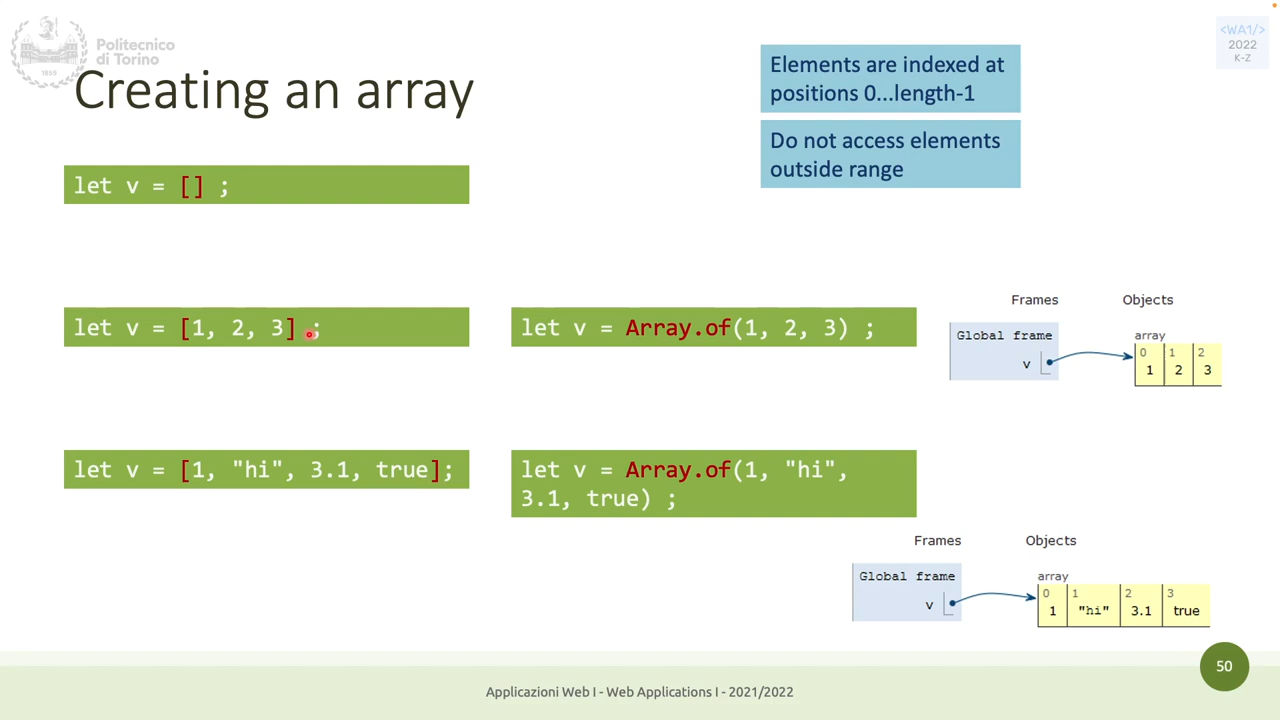 Politecnico
di Torino
1859
<WA1/>
2022
K-Z
Creating an array
Elements are indexed at
positions 0...length-1
Do not access elements
outside range
let v = [] ;
let v = [1, 2, 3] ;
let v = Array.of(1, 2, 3) ;
Frames Objects
Global frame
v
array
0 1 2
1 2 3
let v = [1, "hi", 3.1, true];
let v = Array.of(1, "hi",
3.1, true) ;
Frames Objects
Global frame
v
array
0 1 2 3
1 "hi" 3.1 true
50
Applicazioni Web I - Web Applications I - 2021/2022